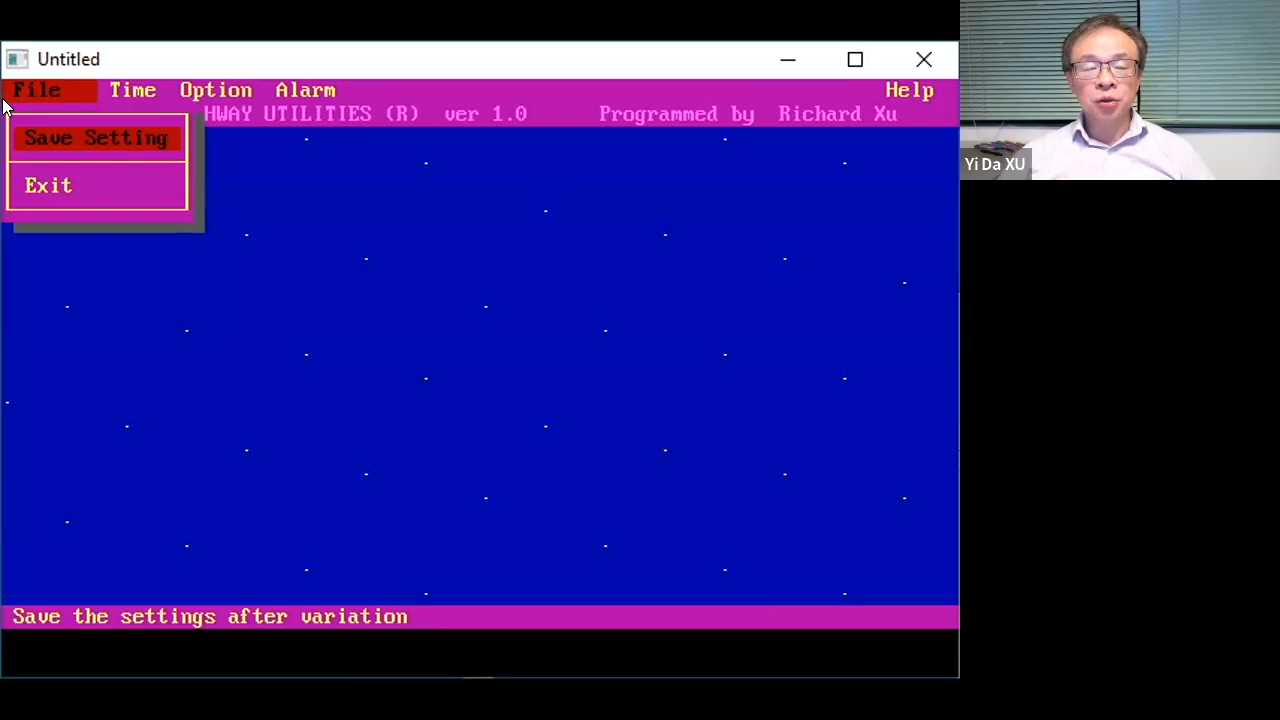 Untitled
File Time Option Alarm Help
HWAY UTILITIES (R) ver 1.0 Programmed by Richard Xu
Save Setting
Exit
Save the settings after variation
Yi Da XU